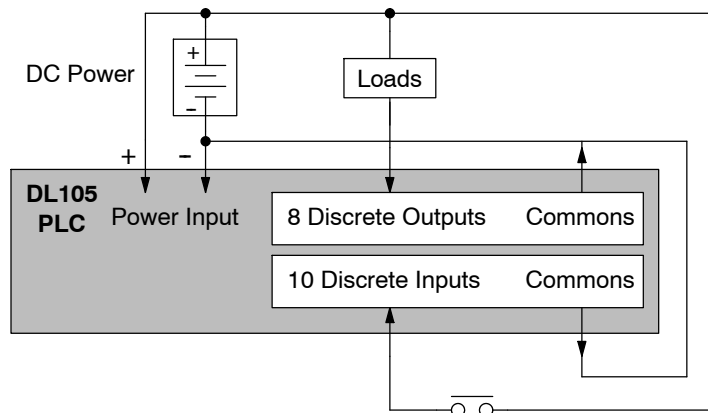 +
DC Power
-
Loads
+
-
DL105
PLC
Power Input
8 Discrete Outputs
Commons
10 Discrete Inputs
Commons